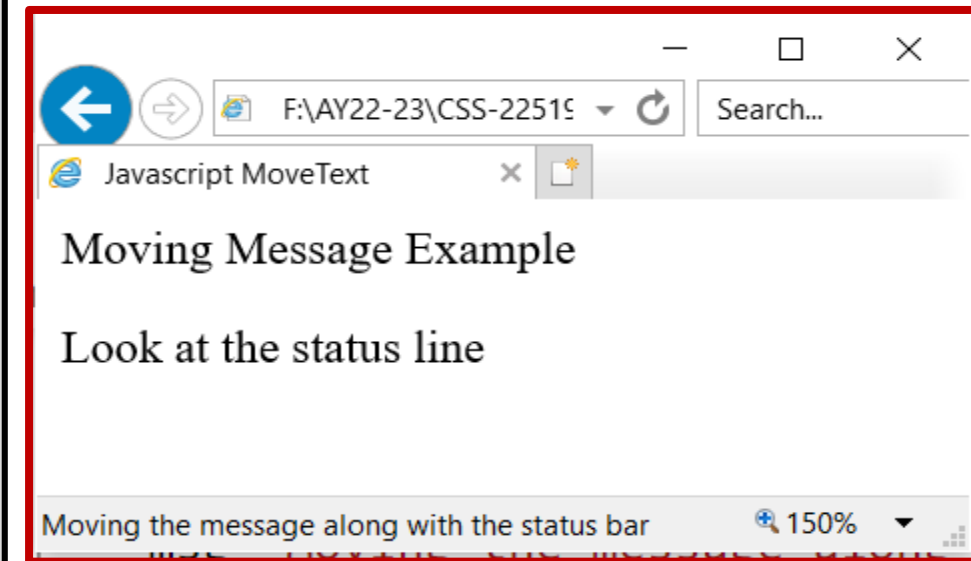 F:\AY22-23\CSS-2251
Search...
Javascript MoveText
Moving Message Example
Look at the status line
Moving the message along with the status bar
150%